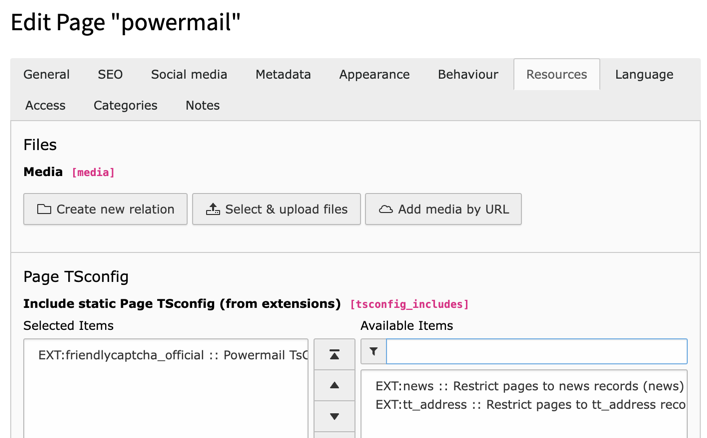 Edit Page "powermail"
General SEO Social media Metadata Appearance Behaviour Resources Language
Access Categories Notes
Files
Media [media]
Create new relation Select & upload files Add media by URL
Page TSconfig
Include static Page TSconfig (from extensions) [tsconfig_includes]
Selected Items Available Items
EXT:friendlycaptcha_official :: Powermail TsC
EXT:news :: Restrict pages to news records (news)
EXT:tt_address :: Restrict pages to tt_address reco